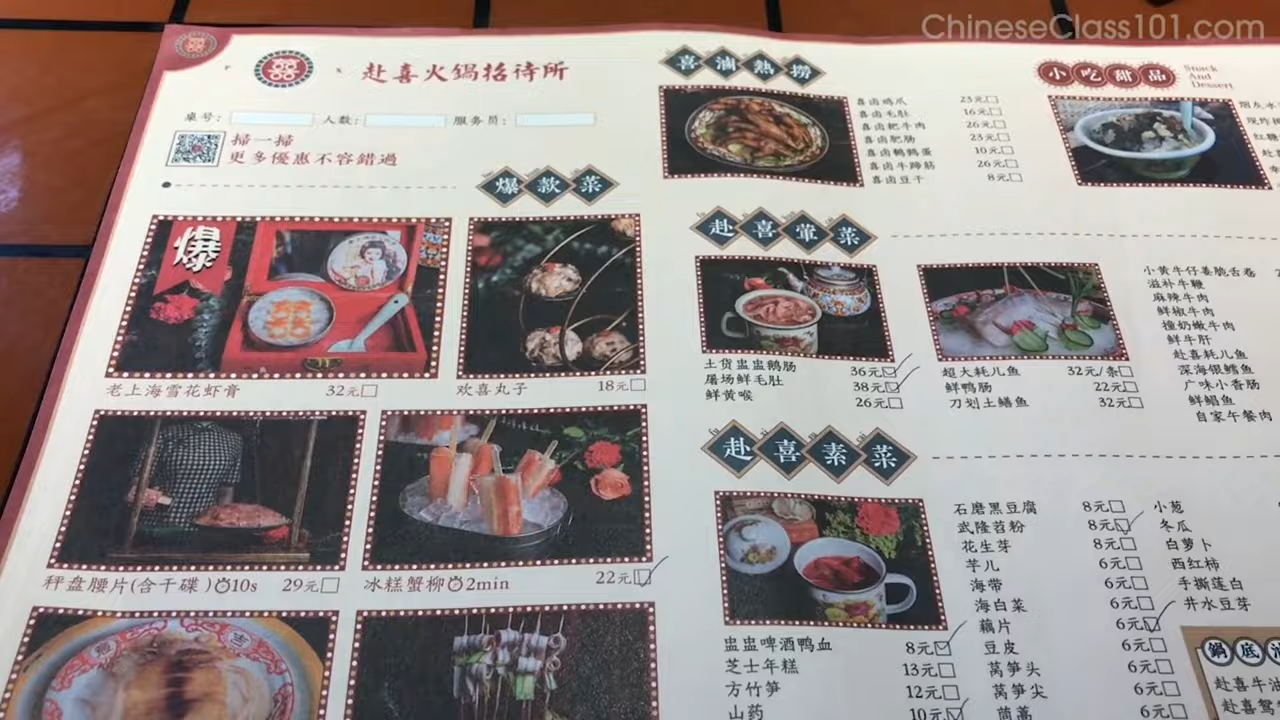 ChineseClass101.com
赴喜火鍋招待所
桌号:
人数:
服务员:
掃一掃
更多優惠不容錯過
爆款菜
爆
老上海雪花虾膏 32元
欢喜丸子 18元
秤盘腰片(含干碟)10s 29元
冰糕蟹柳2min 22元
喜滷熱撈
喜卤鸡爪 23元
喜卤毛肚 16元
喜卤粑牛肉 26元
喜卤肥肠 23元
喜卤鹌鹑蛋 10元
喜卤牛蹄筋 26元
喜卤豆干 8元
小吃甜品
Snack
And
Dessert
赴喜葷菜
土货盅盅鹅肠 36元
屠场鲜毛肚 38元
鲜黄喉 26元
超大耗儿鱼 32元/条
鲜鸭肠 22元
刀划土鳝鱼 32元
小黄牛仔姜脆舌卷
滋补牛鞭
麻辣牛肉
鲜椒牛肉
撞奶嫩牛肉
鲜牛肝
赴喜耗儿鱼
深海银鳕鱼
广味小香肠
鲜鲳鱼
自家午餐肉
赴喜素菜
盅盅啤酒鸭血 8元
芝士年糕 13元
方竹笋 12元
山药 10元
石磨黑豆腐 8元
武隆苕粉 8元
花生芽 8元
芋儿 6元
海带 6元
海白菜 6元
藕片 6元
豆皮 6元
莴笋头 6元
莴笋尖 6元
茼蒿 6元
小葱
冬瓜
白萝卜
西红柿
手撕莲白
井水豆芽
鍋底
赴喜牛油
赴喜鸳